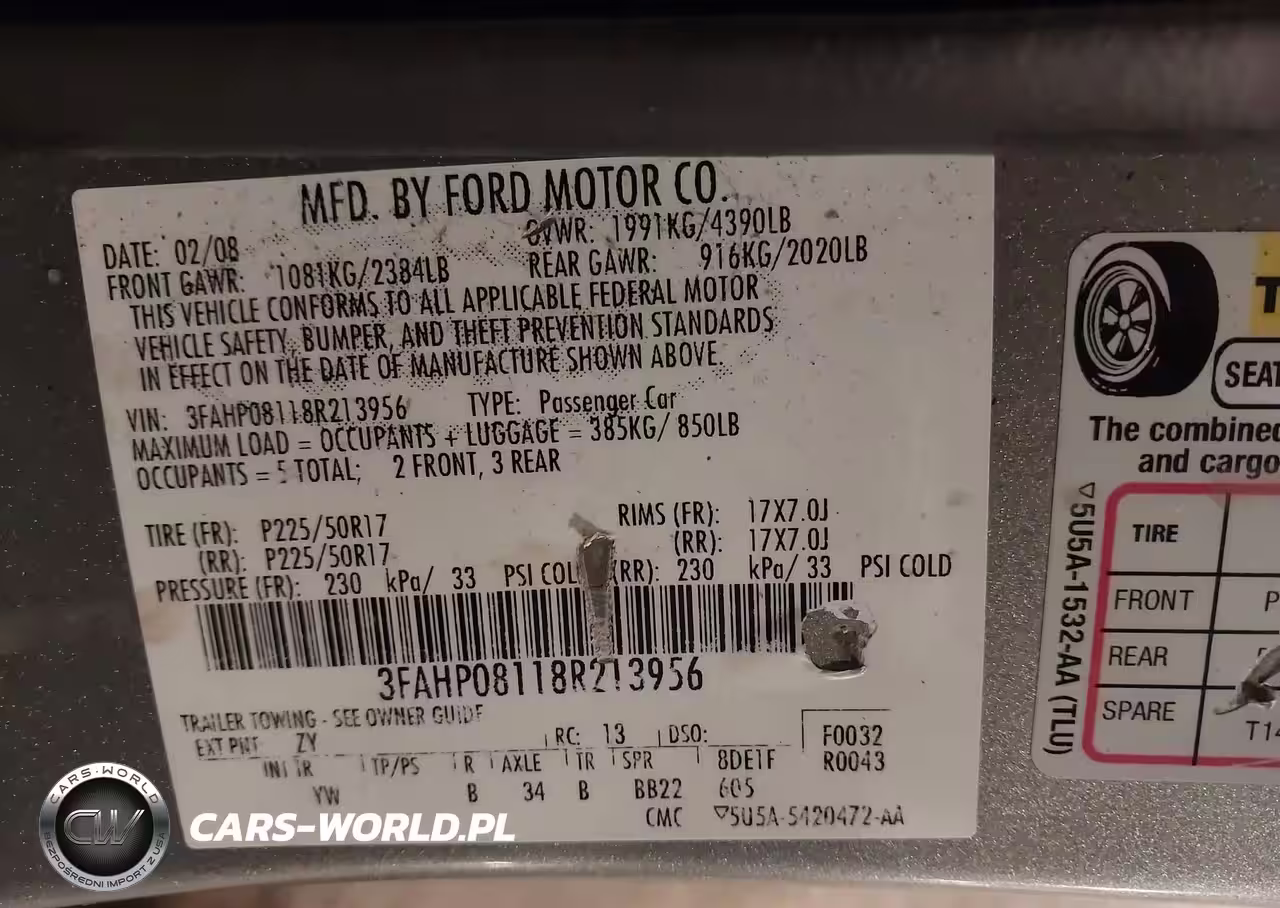 MFD. BY FORD MOTOR CO.
DATE: 02/08
GVWR: 1991KG/4390LB
FRONT GAWR: 1081KG/2384LB
REAR GAWR: 916KG/2020LB
THIS VEHICLE CONFORMS TO ALL APPLICABLE FEDERAL MOTOR
VEHICLE SAFETY, BUMPER, AND THEFT PREVENTION STANDARDS
IN EFFECT ON THE DATE OF MANUFACTURE SHOWN ABOVE.
VIN: 3FAHP08118R213956 TYPE: Passenger Car
MAXIMUM LOAD = OCCUPANTS + LUGGAGE = 385KG/ 850LB
OCCUPANTS = 5 TOTAL; 2 FRONT, 3 REAR
TIRE (FR): P225/50R17 RIMS (FR): 17X7.0J
(RR): P225/50R17 (RR): 17X7.0J
PRESSURE (FR): 230 kPa/ 33 PSI COL (RR): 230 kPa/ 33 PSI COLD
3FAHP08118R213956
TRAILER TOWING - SEE OWNER GUIDE
EXT PNT ZY RC: 13 DSO: F0032
INT TR TP/PS R AXLE TR SPR 8DETF R0043
YW B 34 B BB22 605
CMC ▽5U5A-5420472-AA
T
SEAT
The combined
and cargo
TIRE
FRONT P
REAR
SPARE T14
▽5U5A-1532-AA (TLU)
CARS-WORLD
CW
BEZPOŚREDNI IMPORT Z USA
CARS-WORLD.PL